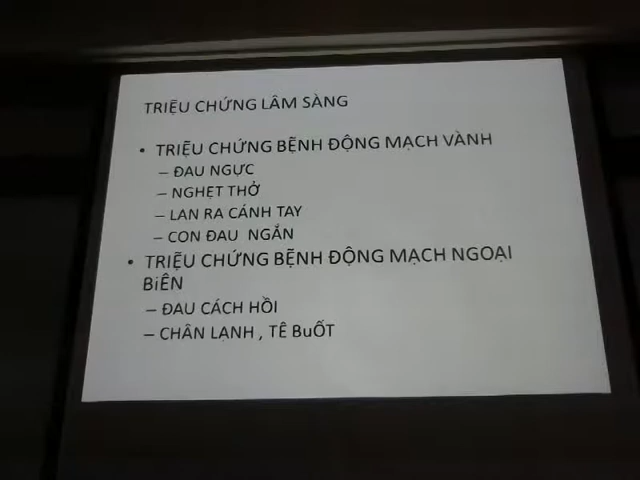 TRIỆU CHỨNG LÂM SÀNG
• TRIỆU CHỨNG BỆNH ĐỘNG MẠCH VÀNH
– ĐAU NGỰC
– NGHẸT THỞ
– LAN RA CÁNH TAY
– CON ĐAU NGẮN
• TRIỆU CHỨNG BỆNH ĐỘNG MẠCH NGOẠI
BiÊN
– ĐAU CÁCH HỒI
– CHÂN LẠNH , TÊ BuỐT